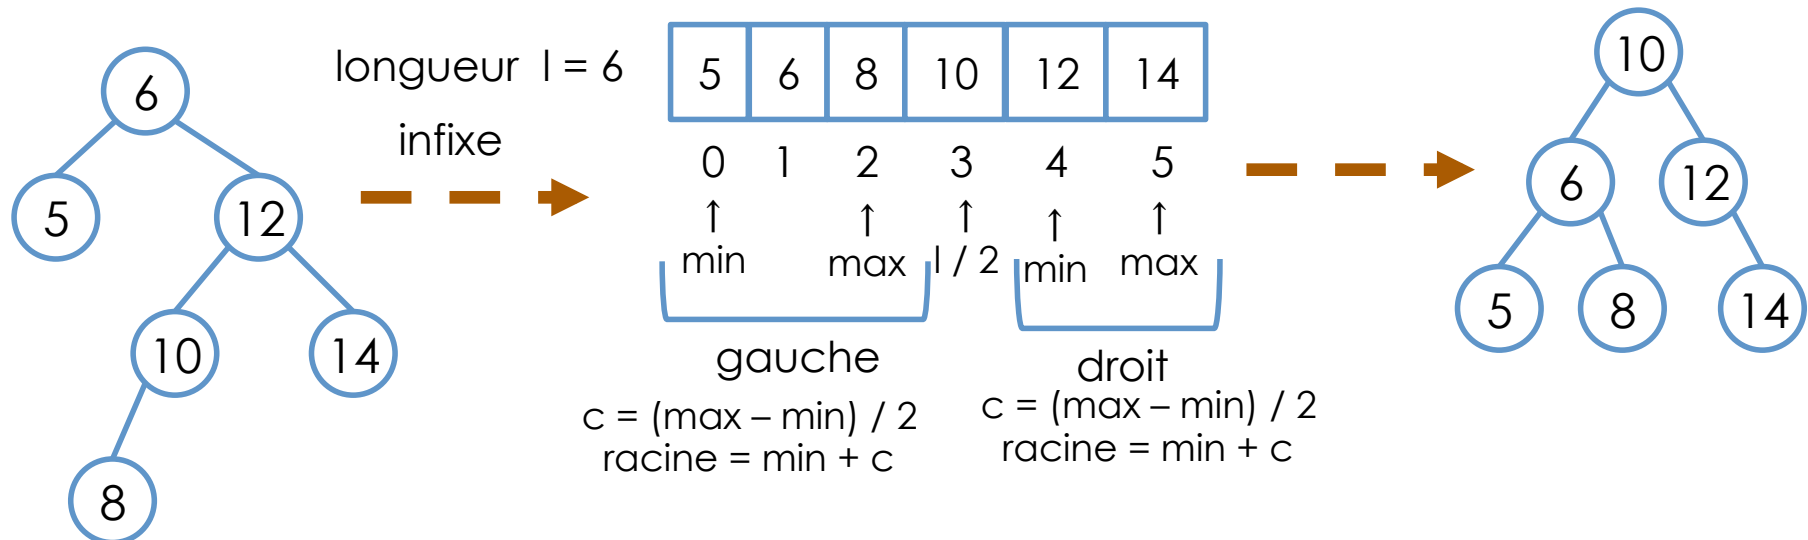 6
5
12
10
14
8
longueur l = 6
infixe
5 6 8 10 12 14
0 1 2 3 4 5
↑ ↑ ↑ ↑ ↑
min max l / 2 min max
gauche
c = (max – min) / 2
racine = min + c
droit
c = (max – min) / 2
racine = min + c
10
6
12
5
8
14